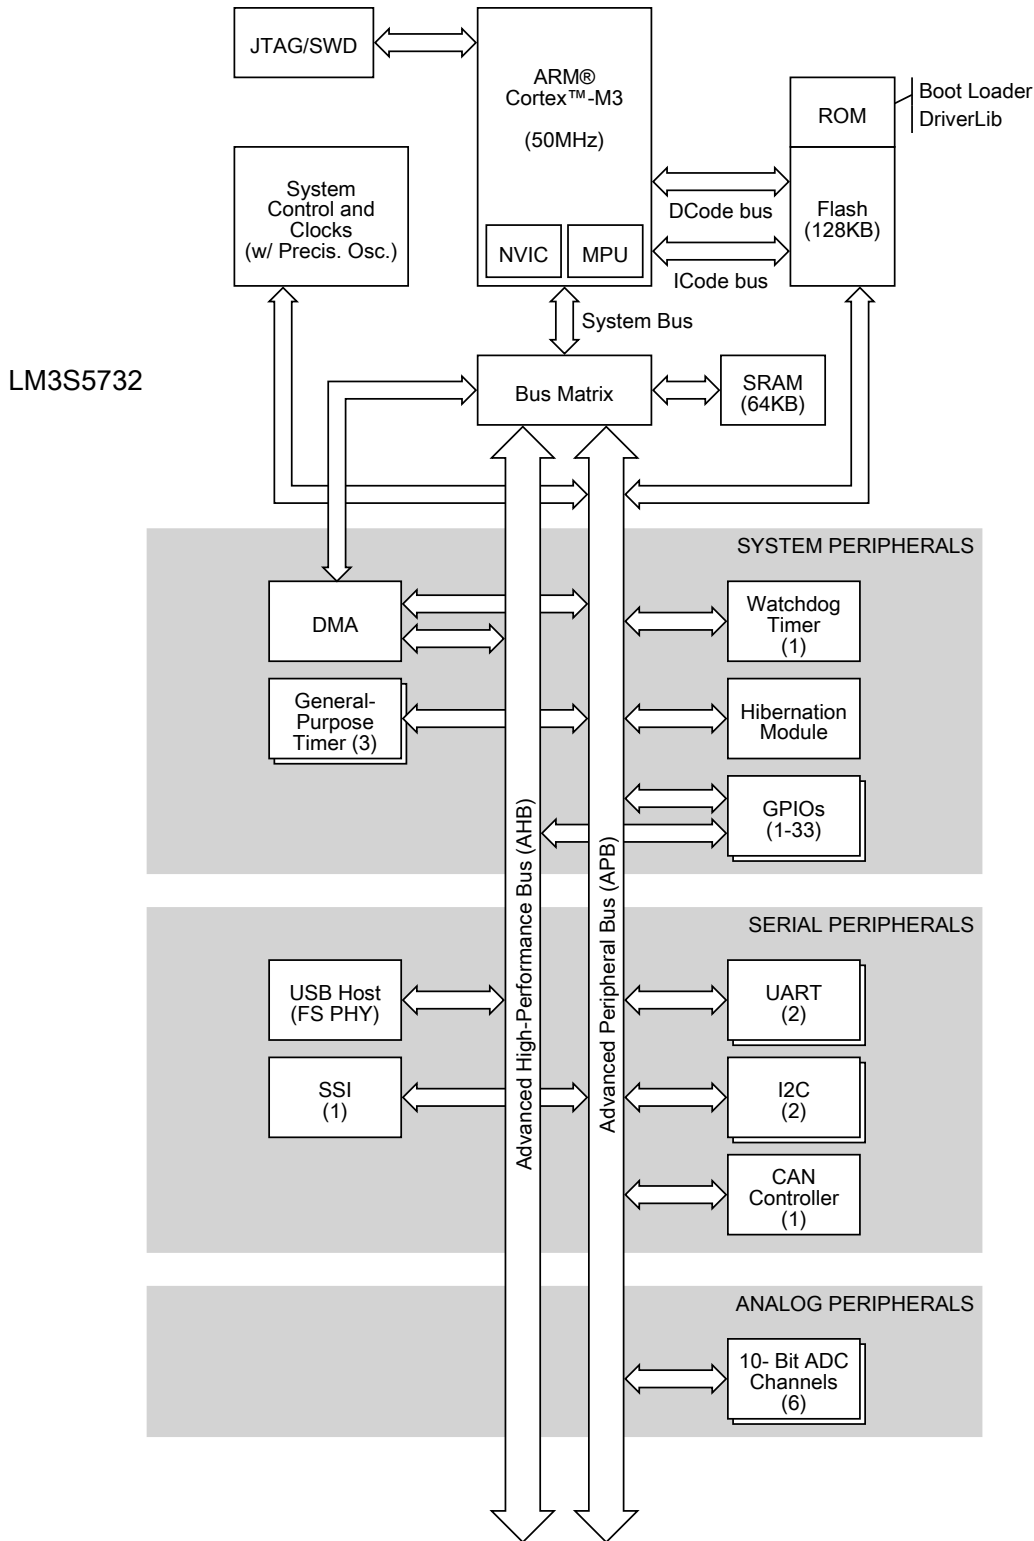 JTAG/SWD
ARM®
Cortex™-M3
(50MHz)
NVIC
MPU
ROM
Boot Loader
DriverLib
Flash
(128KB)
DCode bus
ICode bus
System
Control and
Clocks
(w/ Precis. Osc.)
System Bus
LM3S5732
Bus Matrix
SRAM
(64KB)
SYSTEM PERIPHERALS
DMA
Watchdog
Timer
(1)
General-
Purpose
Timer (3)
Hibernation
Module
GPIOs
(1-33)
Advanced High-Performance Bus (AHB)
Advanced Peripheral Bus (APB)
SERIAL PERIPHERALS
USB Host
(FS PHY)
UART
(2)
SSI
(1)
I2C
(2)
CAN
Controller
(1)
ANALOG PERIPHERALS
10- Bit ADC
Channels
(6)